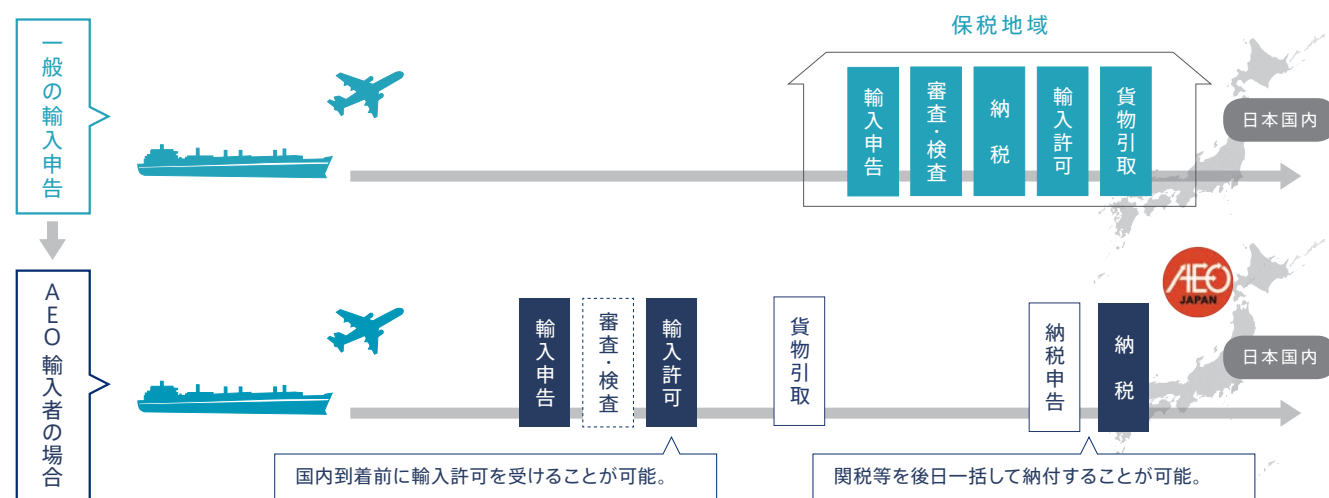 一般の輸入申告
保税地域
輸入申告
審査・検査
納税
輸入許可
貨物引取
日本国内
AEO輸入者の場合
輸入申告
審査・検査
輸入許可
貨物引取
納税申告
納税
AEO
JAPAN
日本国内
国内到着前に輸入許可を受けることが可能。
関税等を後日一括して納付することが可能。